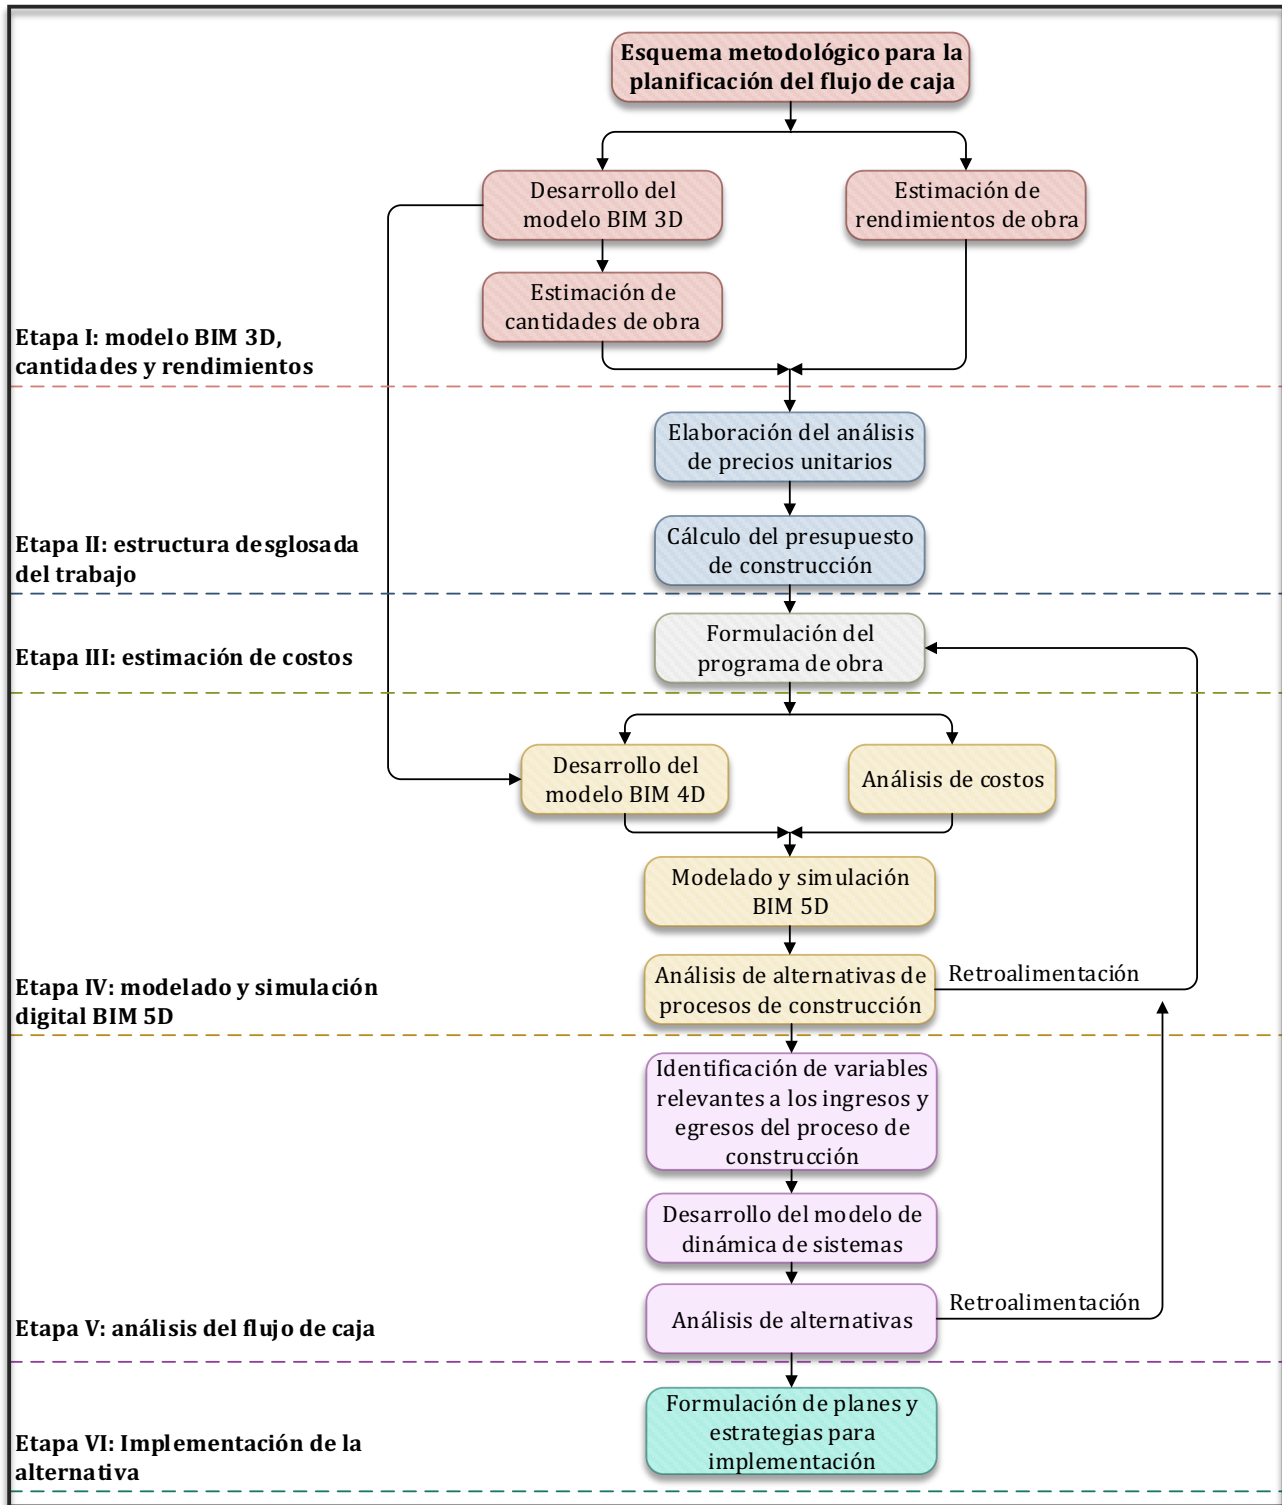 Esquema metodológico para la
planificación del flujo de caja
Desarrollo del
modelo BIM 3D
Estimación de
rendimientos de obra
Estimación de
cantidades de obra
Etapa I: modelo BIM 3D,
cantidades y rendimientos
Elaboración del análisis
de precios unitarios
Cálculo del presupuesto
de construcción
Etapa II: estructura desglosada
del trabajo
Formulación del
programa de obra
Etapa III: estimación de costos
Desarrollo del
modelo BIM 4D
Análisis de costos
Modelado y simulación
BIM 5D
Análisis de alternativas de
procesos de construcción
Retroalimentación
Etapa IV: modelado y simulación
digital BIM 5D
Identificación de variables
relevantes a los ingresos y
egresos del proceso de
construcción
Desarrollo del modelo de
dinámica de sistemas
Análisis de alternativas
Retroalimentación
Etapa V: análisis del flujo de caja
Formulación de planes y
estrategias para
implementación
Etapa VI: Implementación de la
alternativa